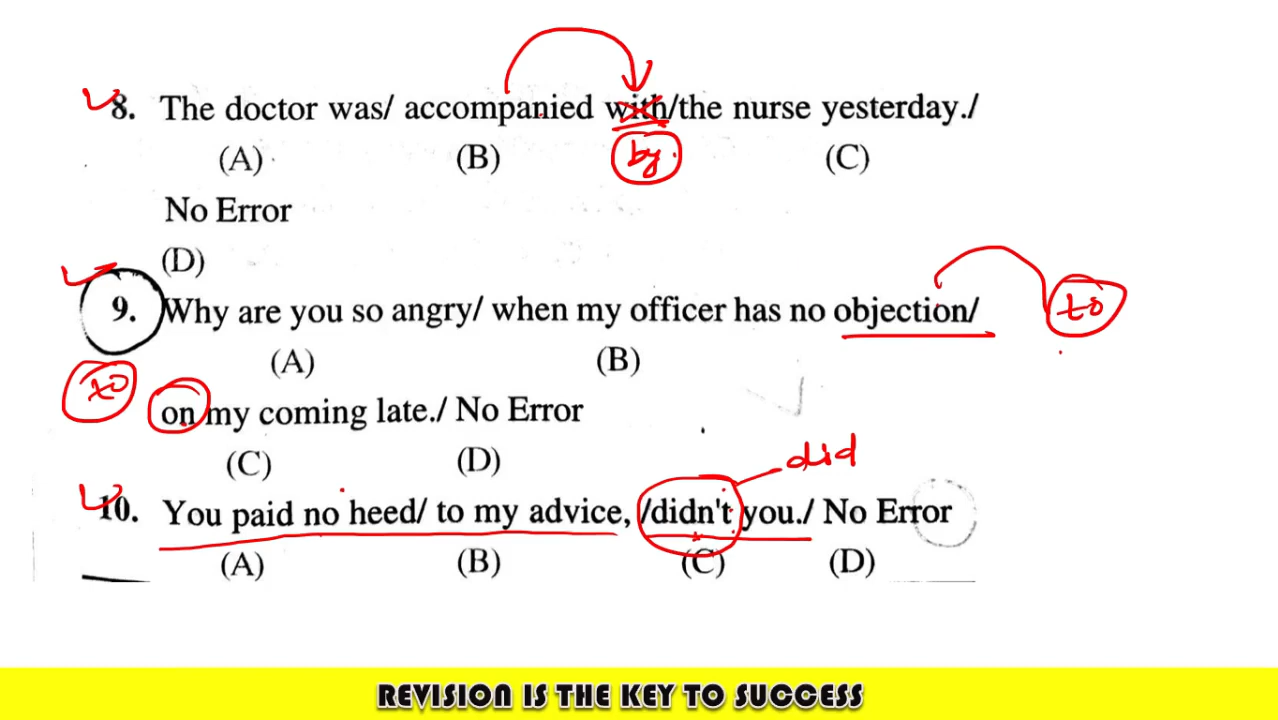 8. The doctor was/ accompanied with/the nurse yesterday./
(A) (B) by (C)
No Error
(D)
9. Why are you so angry/ when my officer has no objection/ to
(A) (B)
to on my coming late./ No Error
(C) (D)
did
10. You paid no heed/ to my advice, /didn't you./ No Error
(A) (B) (C) (D)
REVISION IS THE KEY TO SUCCESS